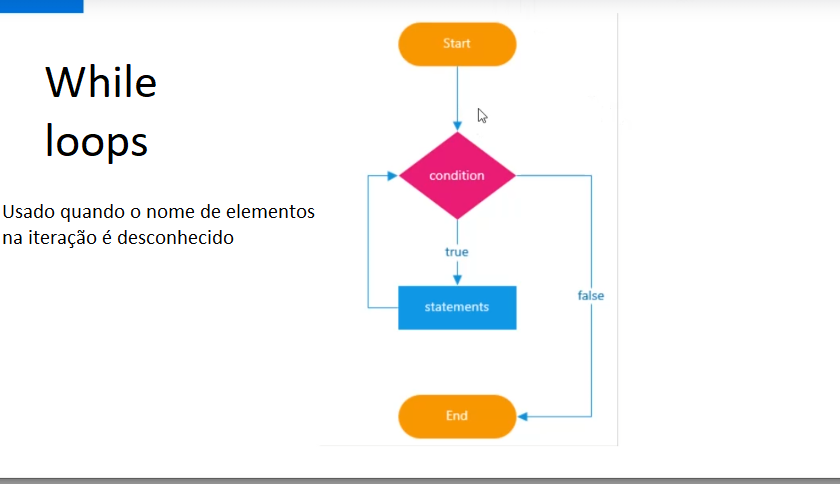 While
loops
Usado quando o nome de elementos
na iteração é desconhecido
Start
condition
true
statements
false
End